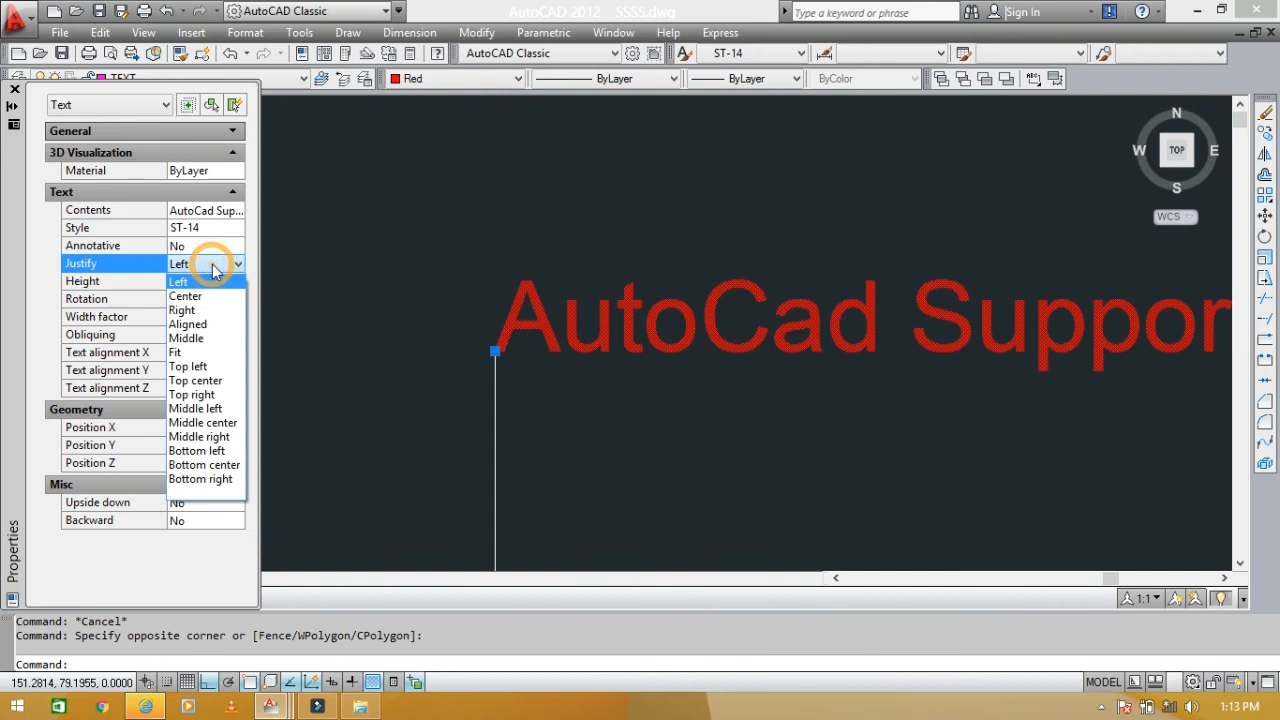 AutoCAD Classic
AutoCAD 2012
SSSS.dwg
Type a keyword or phrase
Sign In
File Edit View Insert Format Tools Draw Dimension Modify Parametric Window Help Express
AutoCAD Classic
ST-14
TEXT
Red
ByLayer
ByLayer
ByColor
Text
General
3D Visualization
Material ByLayer
Text
Contents AutoCad Sup...
Style ST-14
Annotative No
Justify Left
Height
Rotation
Width factor
Obliquing
Text alignment X
Text alignment Y
Text alignment Z
Geometry
Position X
Position Y
Position Z
Misc
Upside down No
Backward No
Left
Center
Right
Aligned
Middle
Fit
Top left
Top center
Top right
Middle left
Middle center
Middle right
Bottom left
Bottom center
Bottom right
Properties
AutoCad Suppor
N
W TOP E
S
WCS
1:1
Command: *Cancel*
Command: Specify opposite corner or [Fence/WPolygon/CPolygon]:
Command:
151.2814, 79.1955, 0.0000
MODEL
1:13 PM